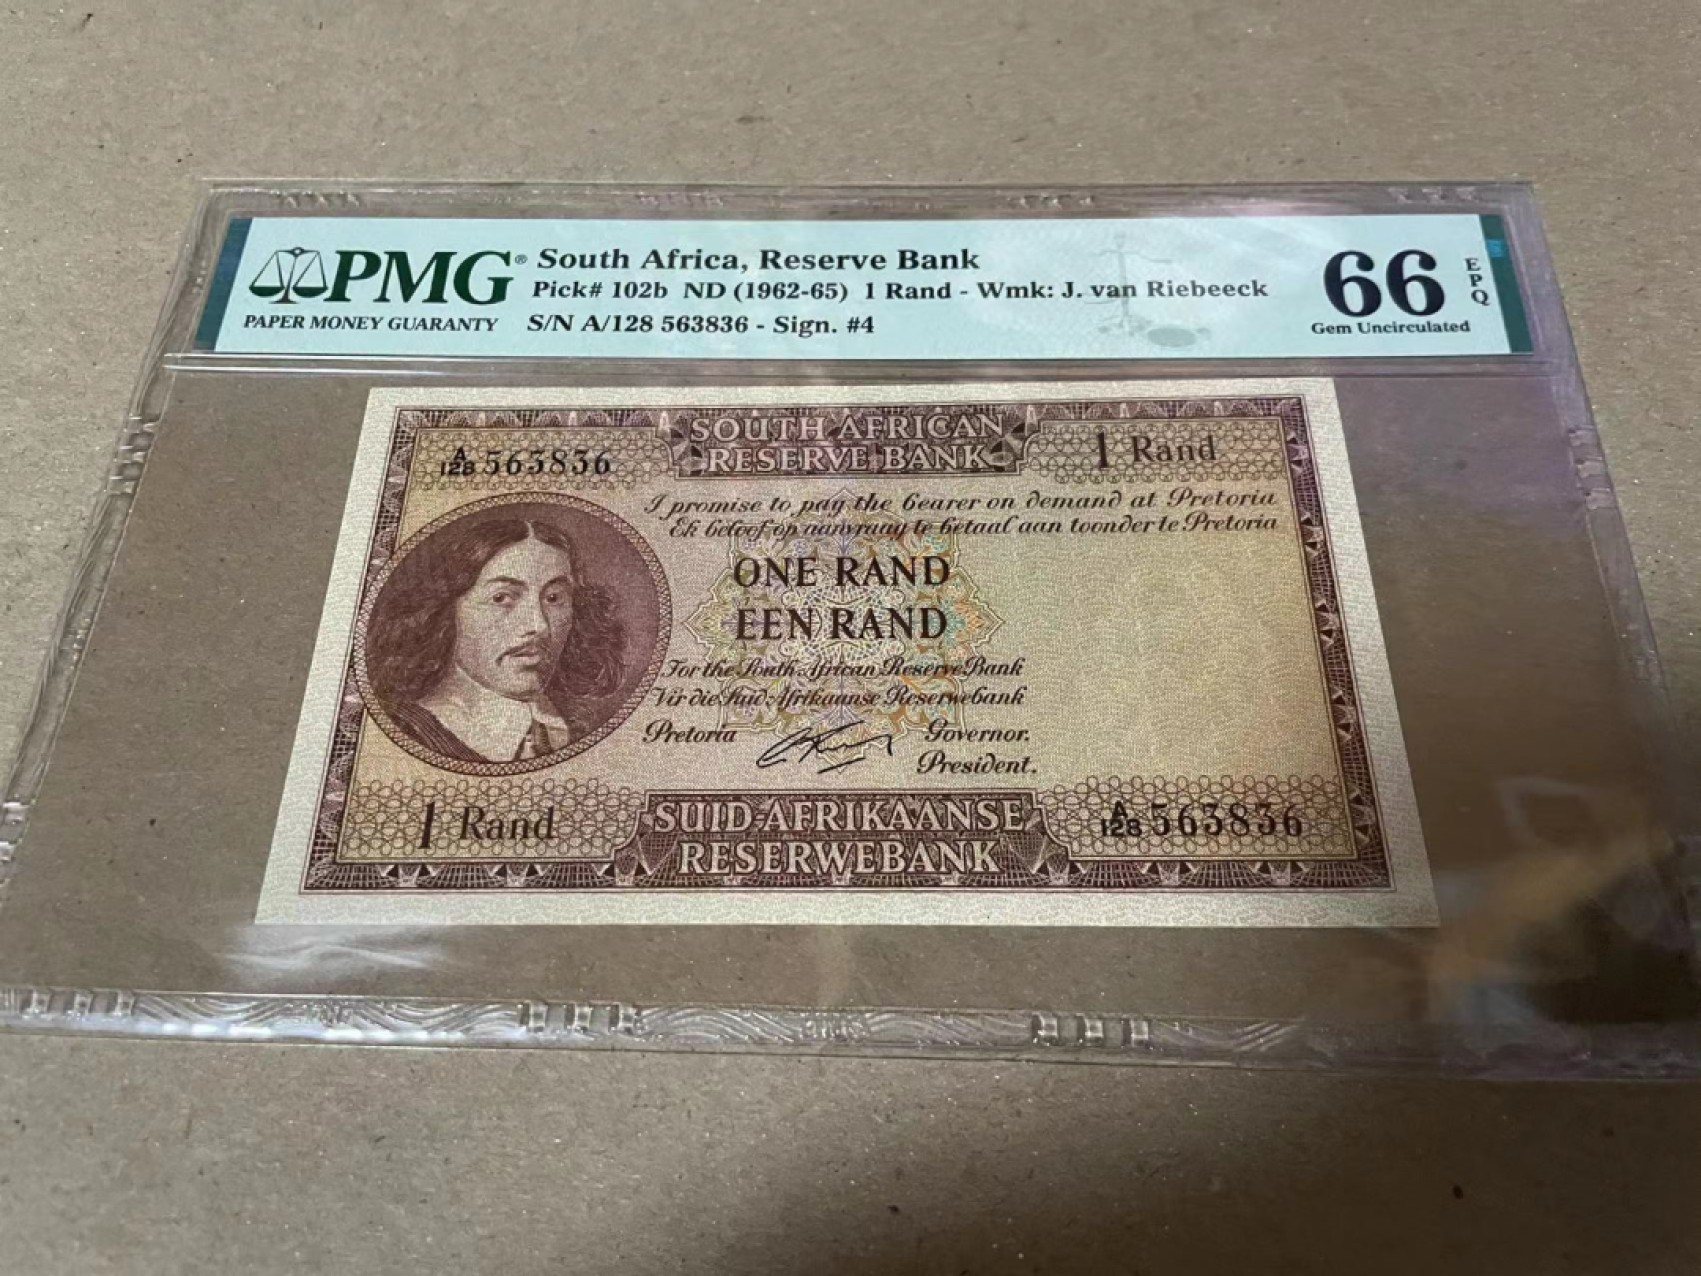 PMG® South Africa, Reserve Bank
Pick# 102b ND (1962-65) 1 Rand - Wmk: J. van Riebeeck
PAPER MONEY GUARANTY S/N A/128 563836 - Sign. #4
66 EPQ
Gem Uncirculated
SOUTH AFRICAN
RESERVE BANK
A/128 563836
1 Rand
I promise to pay the bearer on demand at Pretoria
Ek beloof op aanvraag te betaal aan toonder te Pretoria
ONE RAND
EEN RAND
For the South African Reserve Bank
Vir die Suid-Afrikaanse Reserwebank
Pretoria Governor.
President.
1 Rand
SUID-AFRIKAANSE
RESERWEBANK
A/128 563836